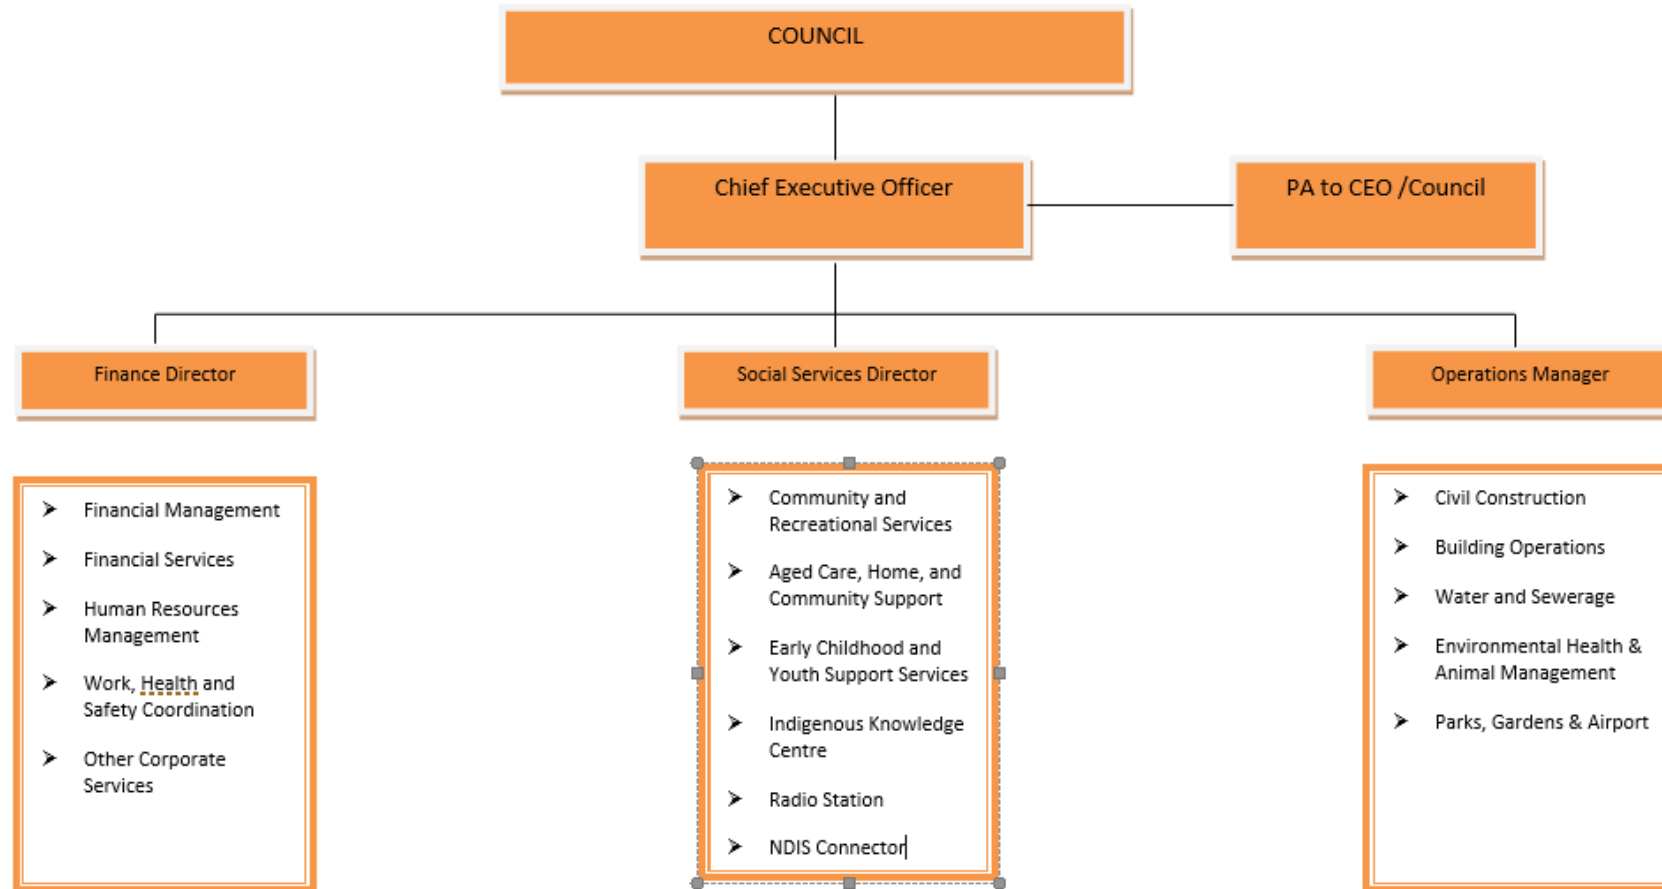 COUNCIL
Chief Executive Officer
PA to CEO /Council
Finance Director
Social Services Director
Operations Manager
Financial Management
Financial Services
Human Resources
Management
Work, Health and
Safety Coordination
Other Corporate
Services
Community and
Recreational Services
Aged Care, Home, and
Community Support
Early Childhood and
Youth Support Services
Indigenous Knowledge
Centre
Radio Station
NDIS Connector
Civil Construction
Building Operations
Water and Sewerage
Environmental Health &
Animal Management
Parks, Gardens & Airport